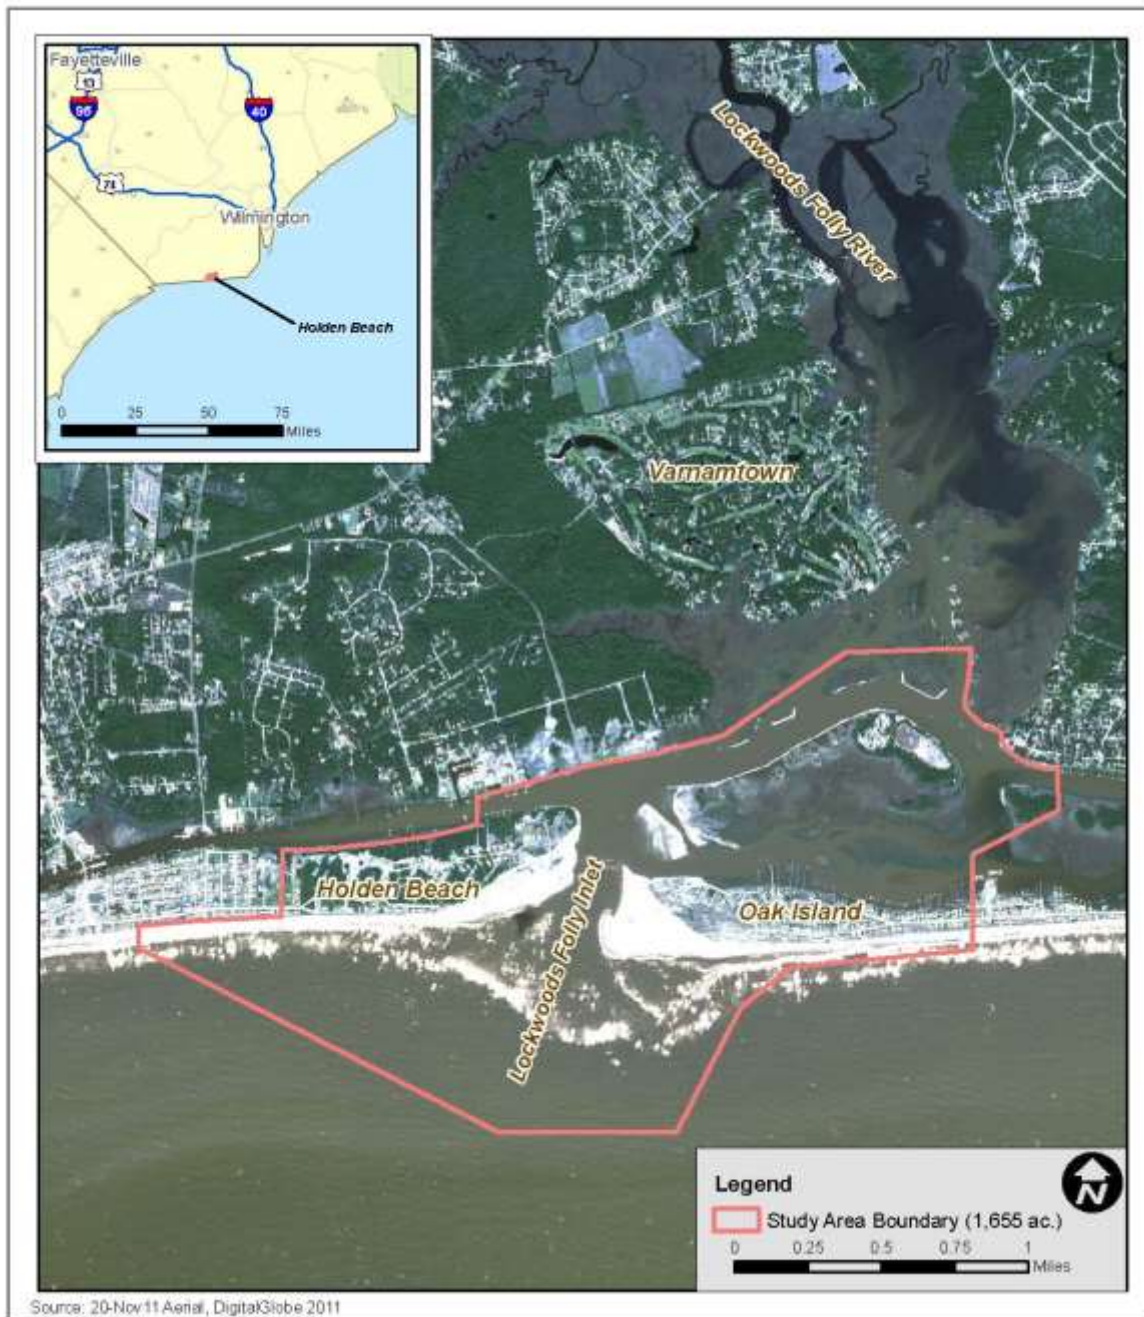 Fayetteville
13
95
40
74
Wilmington
Holden Beach
0 25 50 75
Miles
Lockwoods Folly River
Varnamtown
Holden Beach
Lockwoods Folly Inlet
Oak Island
Legend
Study Area Boundary (1,655 ac.)
0 0.25 0.5 0.75 1
Miles
N
Source: 20-Nov11 Aerial, DigitalGlobe 2011